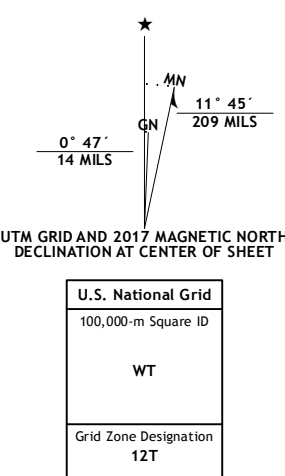 ★
MN
11° 45´
209 MILS
GN
0° 47´
14 MILS
UTM GRID AND 2017 MAGNETIC NORTH
DECLINATION AT CENTER OF SHEET
U.S. National Grid
100,000-m Square ID
WT
Grid Zone Designation
12T